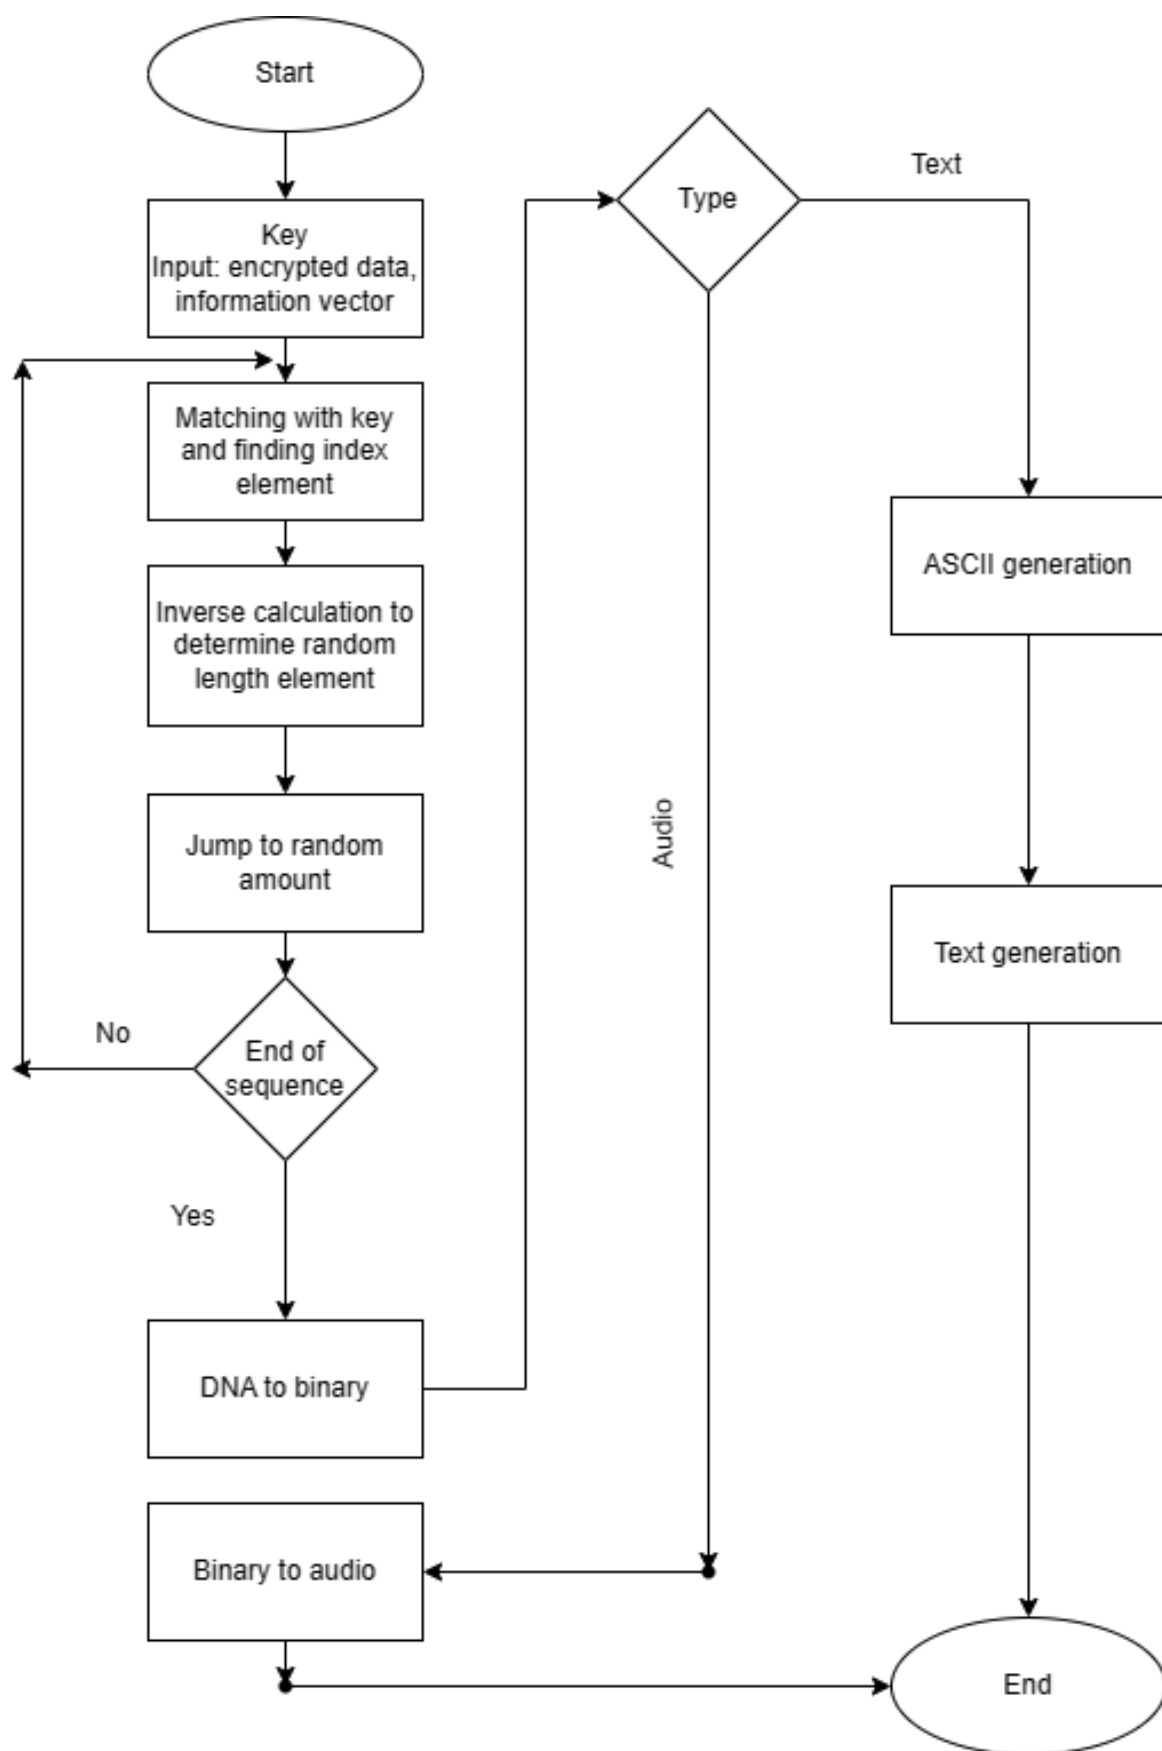 Start
Key
Input: encrypted data,
information vector
Matching with key
and finding index
element
Inverse calculation to
determine random
length element
Jump to random
amount
End of
sequence
No
Yes
DNA to binary
Binary to audio
Type
Text
Audio
ASCII generation
Text generation
End